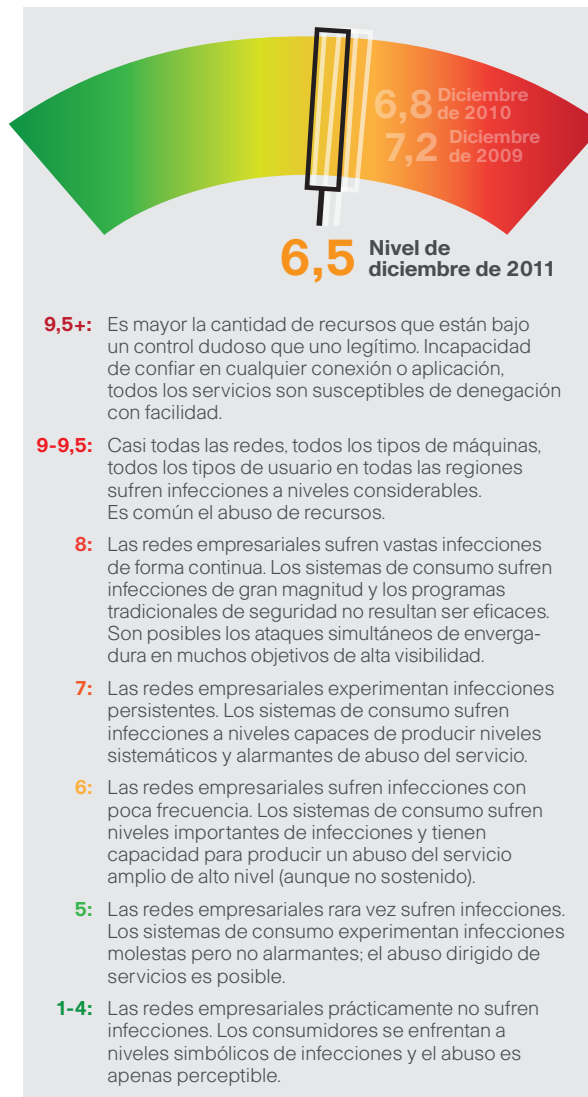 6,8 Diciembre
de 2010
7,2 Diciembre
de 2009
6,5 Nivel de
diciembre de 2011
9,5+: Es mayor la cantidad de recursos que están bajo
un control dudoso que uno legítimo. Incapacidad
de confiar en cualquier conexión o aplicación,
todos los servicios son susceptibles de denegación
con facilidad.
9-9,5: Casi todas las redes, todos los tipos de máquinas,
todos los tipos de usuario en todas las regiones
sufren infecciones a niveles considerables.
Es común el abuso de recursos.
8: Las redes empresariales sufren vastas infecciones
de forma continua. Los sistemas de consumo sufren
infecciones de gran magnitud y los programas
tradicionales de seguridad no resultan ser eficaces.
Son posibles los ataques simultáneos de enverga-
dura en muchos objetivos de alta visibilidad.
7: Las redes empresariales experimentan infecciones
persistentes. Los sistemas de consumo sufren
infecciones a niveles capaces de producir niveles
sistemáticos y alarmantes de abuso del servicio.
6: Las redes empresariales sufren infecciones con
poca frecuencia. Los sistemas de consumo sufren
niveles importantes de infecciones y tienen
capacidad para producir un abuso del servicio
amplio de alto nivel (aunque no sostenido).
5: Las redes empresariales rara vez sufren infecciones.
Los sistemas de consumo experimentan infecciones
molestas pero no alarmantes; el abuso dirigido de
servicios es posible.
1-4: Las redes empresariales prácticamente no sufren
infecciones. Los consumidores se enfrentan a
niveles simbólicos de infecciones y el abuso es
apenas perceptible.